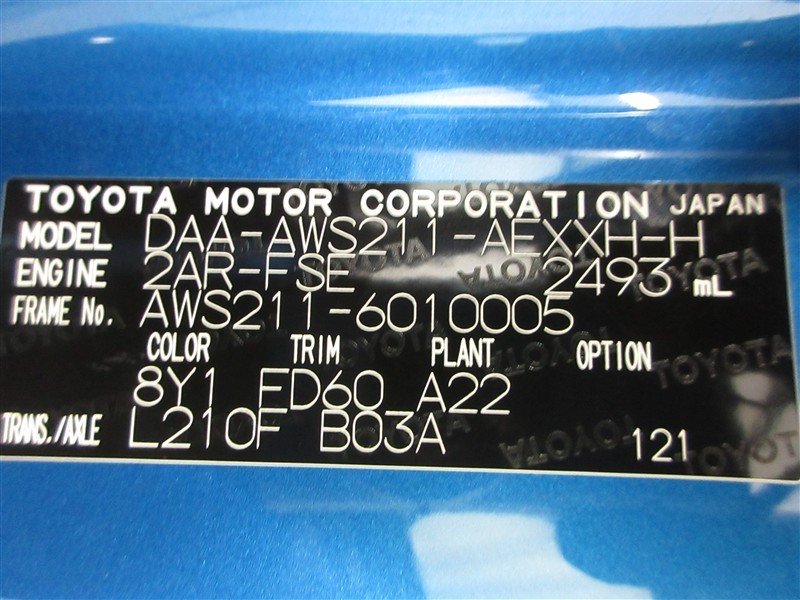 TOYOTA MOTOR CORPORATION JAPAN
MODEL DAA-AWS211-AEXXH-H
ENGINE 2AR-FSE 2493 mL
FRAME No. AWS211-6010005
COLOR TRIM PLANT OPTION
8Y1 FD60 A22
TRANS./AXLE L210F B03A 121